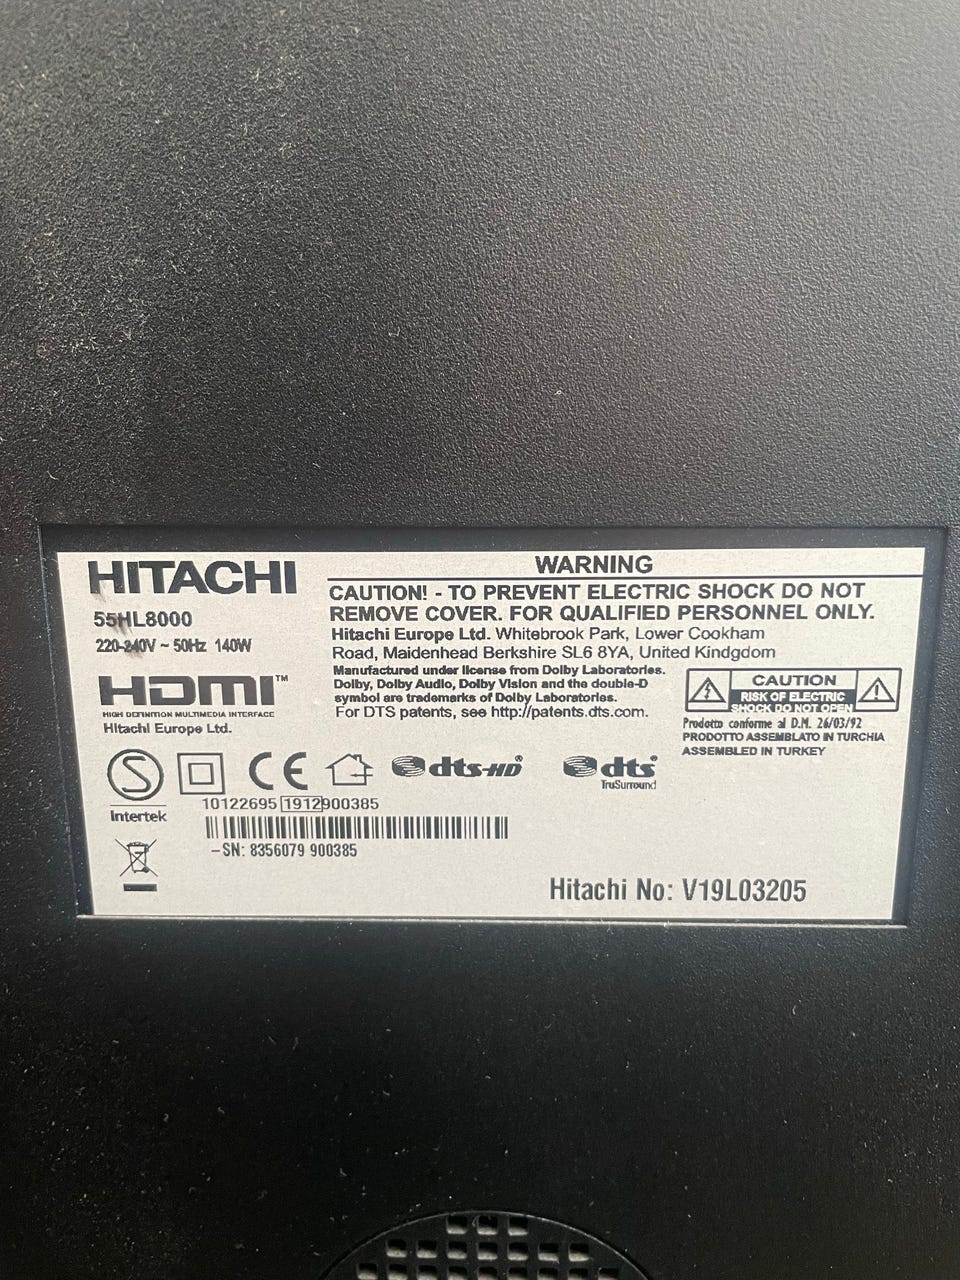 HITACHI
55HL8000
220-240V ~ 50Hz 140W
HDMI™
HIGH DEFINITION MULTIMEDIA INTERFACE
Hitachi Europe Ltd.
WARNING
CAUTION! - TO PREVENT ELECTRIC SHOCK DO NOT
REMOVE COVER. FOR QUALIFIED PERSONNEL ONLY.
Hitachi Europe Ltd. Whitebrook Park, Lower Cookham
Road, Maidenhead Berkshire SL6 8YA, United Kindgdom
Manufactured under license from Dolby Laboratories.
Dolby, Dolby Audio, Dolby Vision and the double-D
symbol are trademarks of Dolby Laboratories.
For DTS patents, see http://patents.dts.com.
CAUTION
RISK OF ELECTRIC
SHOCK DO NOT OPEN
Prodotto conforme al D.M. 26/03/92
PRODOTTO ASSEMBLATO IN TURCHIA
ASSEMBLED IN TURKEY
S
Intertek
CE
dts-HD®
dts®
TruSurround
10122695 1912900385
-SN: 8356079 900385
Hitachi No: V19L03205